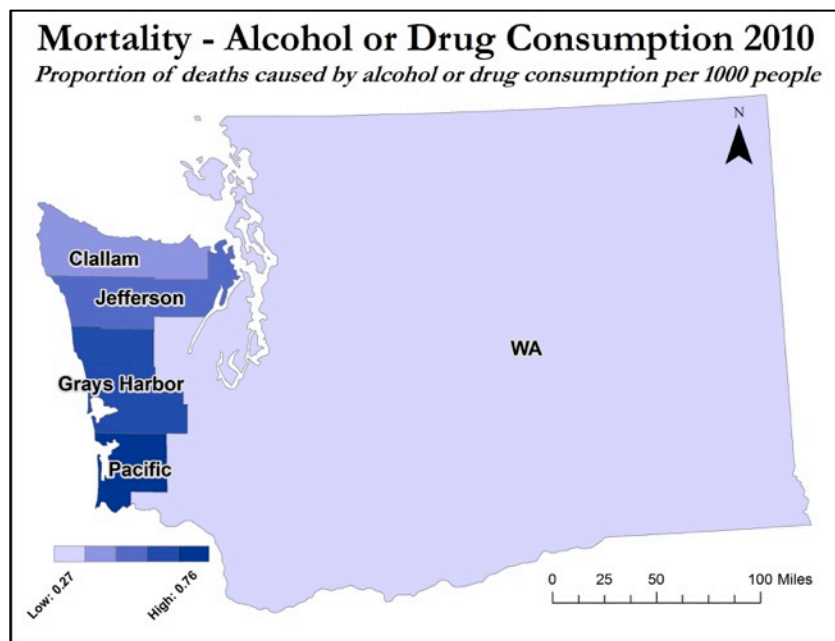 Mortality - Alcohol or Drug Consumption 2010
Proportion of deaths caused by alcohol or drug consumption per 1000 people
N
Clallam
Jefferson
WA
Grays Harbor
Pacific
Low: 0.27
High: 0.76
0 25 50 100 Miles